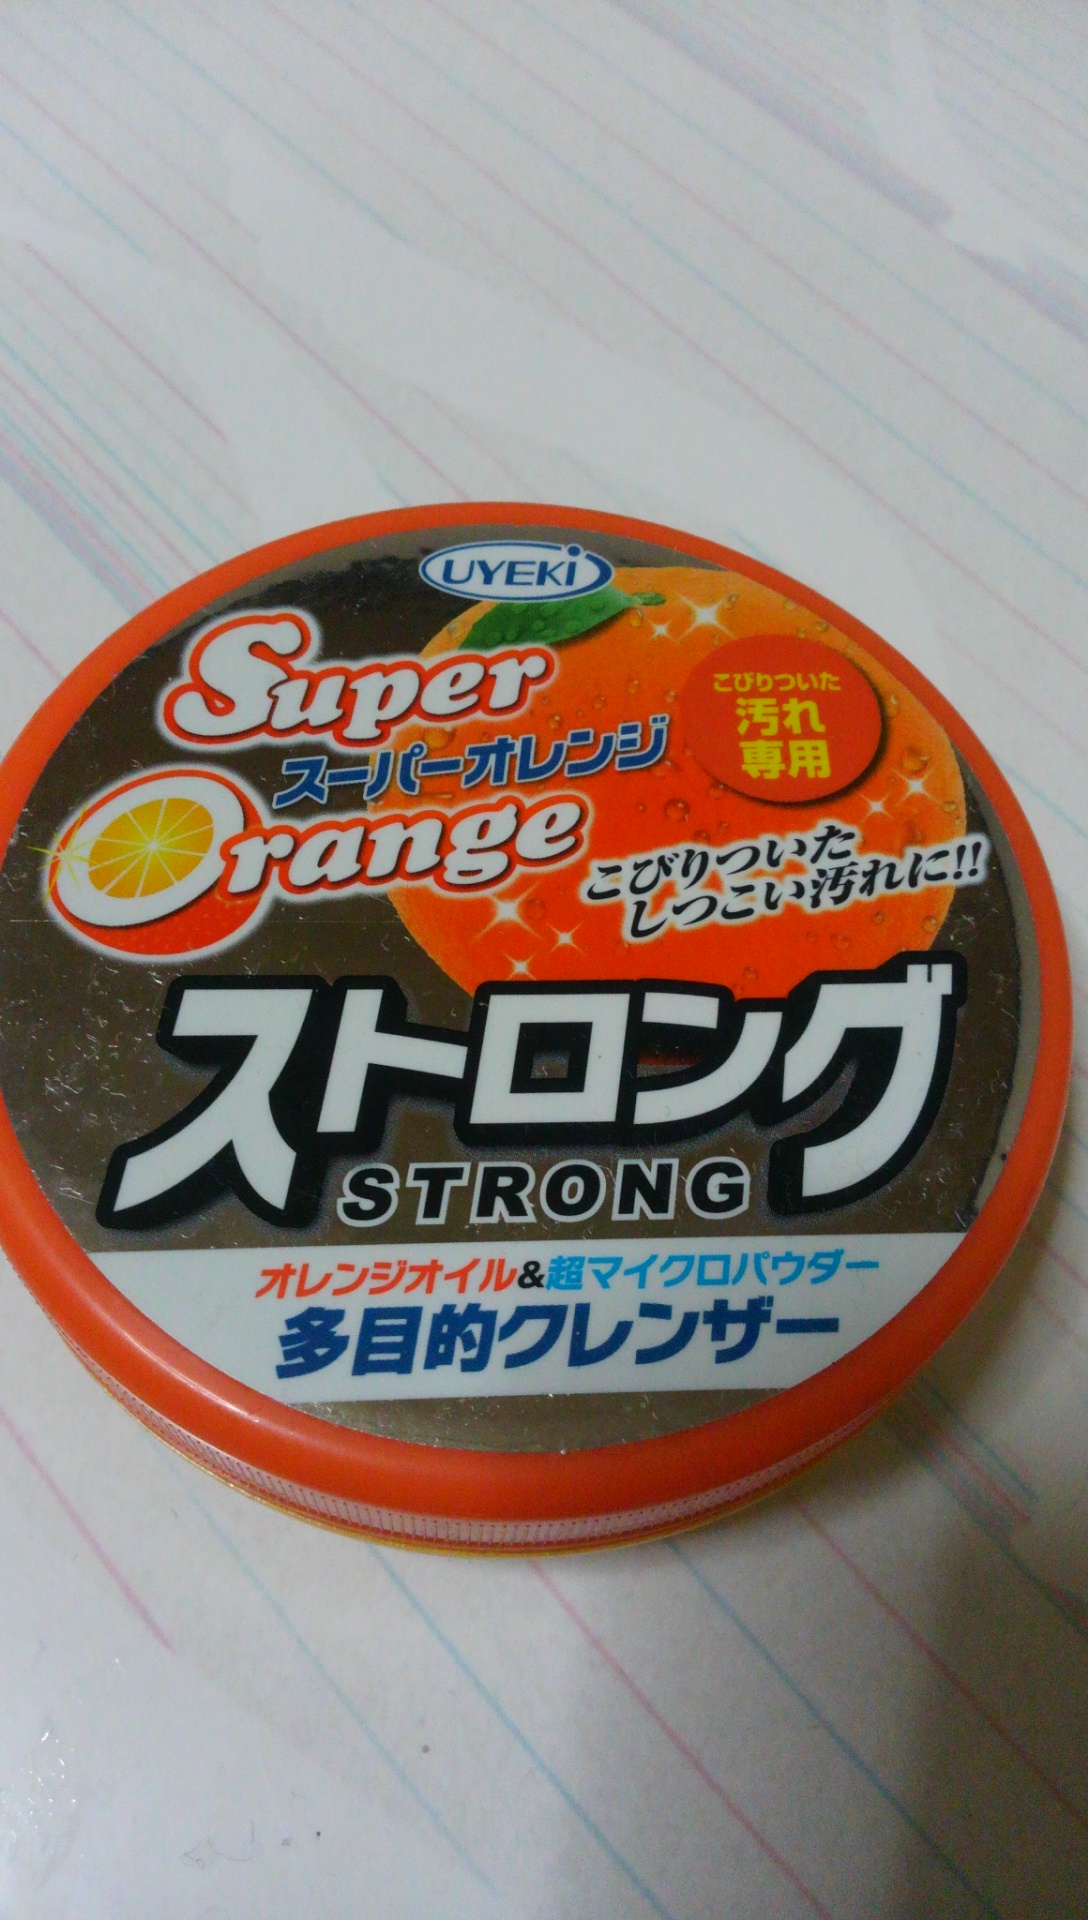 UYEKi
Super
スーパーオレンジ
Orange
こびりついた
汚れ
専用
こびりついた
しつこい汚れに!!
ストロング
STRONG
オレンジオイル&超マイクロパウダー
多目的クレンザー